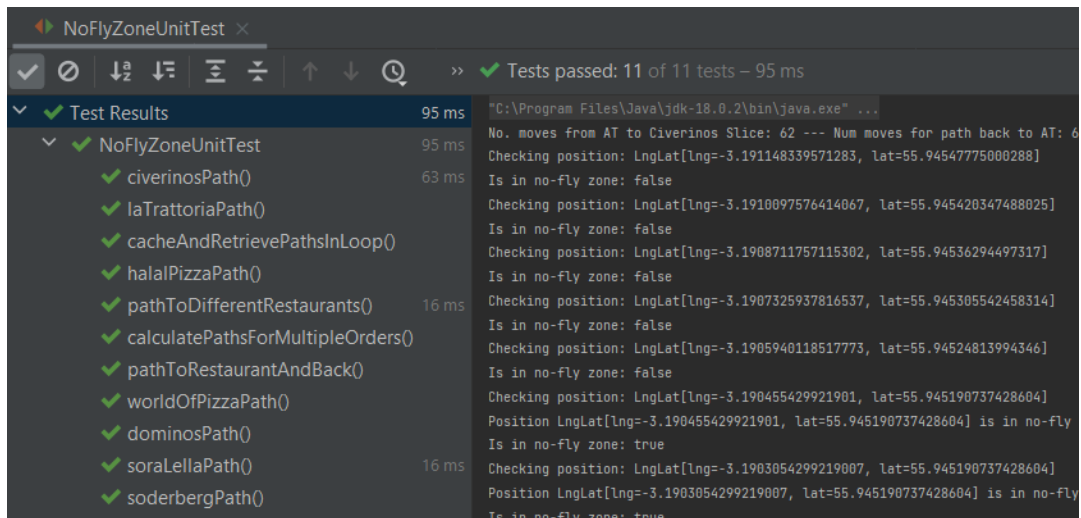 NoFlyZoneUnitTest
Tests passed: 11 of 11 tests – 95 ms
Test Results 95 ms
NoFlyZoneUnitTest 95 ms
civerinosPath() 63 ms
laTrattoriaPath()
cacheAndRetrievePathsInLoop()
halalPizzaPath()
pathToDifferentRestaurants() 16 ms
calculatePathsForMultipleOrders()
pathToRestaurantAndBack()
worldOfPizzaPath()
dominosPath()
soraLellaPath() 16 ms
soderbergPath()
"C:\Program Files\Java\jdk-18.0.2\bin\java.exe" ...
No. moves from AT to Civerinos Slice: 62 --- Num moves for path back to AT: 6
Checking position: LngLat[lng=-3.191148339571283, lat=55.94547775000288]
Is in no-fly zone: false
Checking position: LngLat[lng=-3.1910097576414067, lat=55.945420347488025]
Is in no-fly zone: false
Checking position: LngLat[lng=-3.1908711757115302, lat=55.94536294497317]
Is in no-fly zone: false
Checking position: LngLat[lng=-3.1907325937816537, lat=55.945305542458314]
Is in no-fly zone: false
Checking position: LngLat[lng=-3.1905940118517773, lat=55.94524813994346]
Is in no-fly zone: false
Checking position: LngLat[lng=-3.190455429921901, lat=55.945190737428604]
Position LngLat[lng=-3.190455429921901, lat=55.945190737428604] is in no-fly
Is in no-fly zone: true
Checking position: LngLat[lng=-3.1903054299219007, lat=55.945190737428604]
Position LngLat[lng=-3.1903054299219007, lat=55.945190737428604] is in no-fly
Is in no-fly zone: true